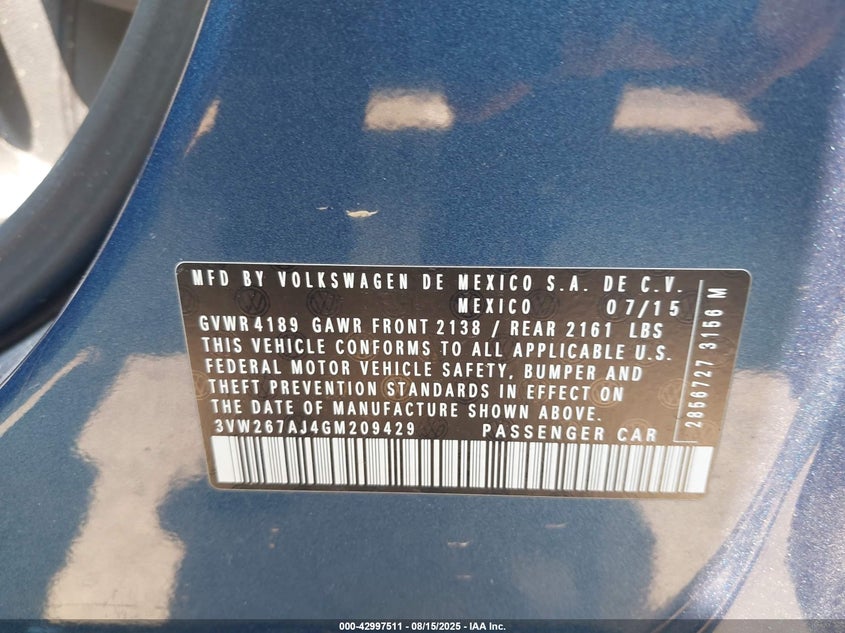 MFD BY VOLKSWAGEN DE MEXICO S.A. DE C.V.
MEXICO 07/15
GVWR 4189 GAWR FRONT 2138 / REAR 2161 LBS
THIS VEHICLE CONFORMS TO ALL APPLICABLE U.S.
FEDERAL MOTOR VEHICLE SAFETY, BUMPER AND
THEFT PREVENTION STANDARDS IN EFFECT ON
THE DATE OF MANUFACTURE SHOWN ABOVE.
3VW267AJ4GM209429 PASSENGER CAR
2866727 3156 M
000-42997511 - 08/15/2025 - IAA Inc.